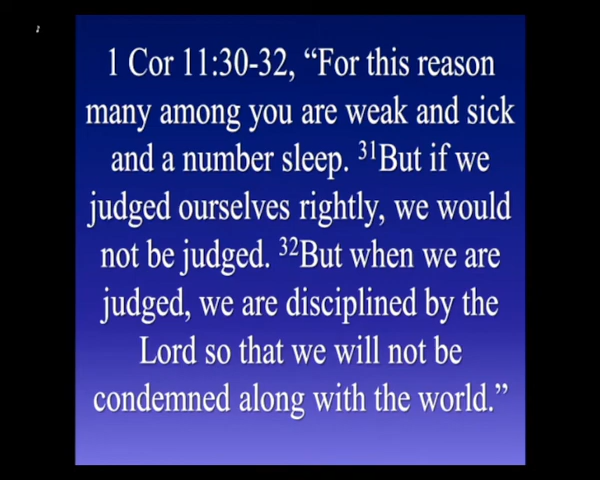 1 Cor 11:30-32, “For this reason
many among you are weak and sick
and a number sleep. ³¹But if we
judged ourselves rightly, we would
not be judged. ³²But when we are
judged, we are disciplined by the
Lord so that we will not be
condemned along with the world.”